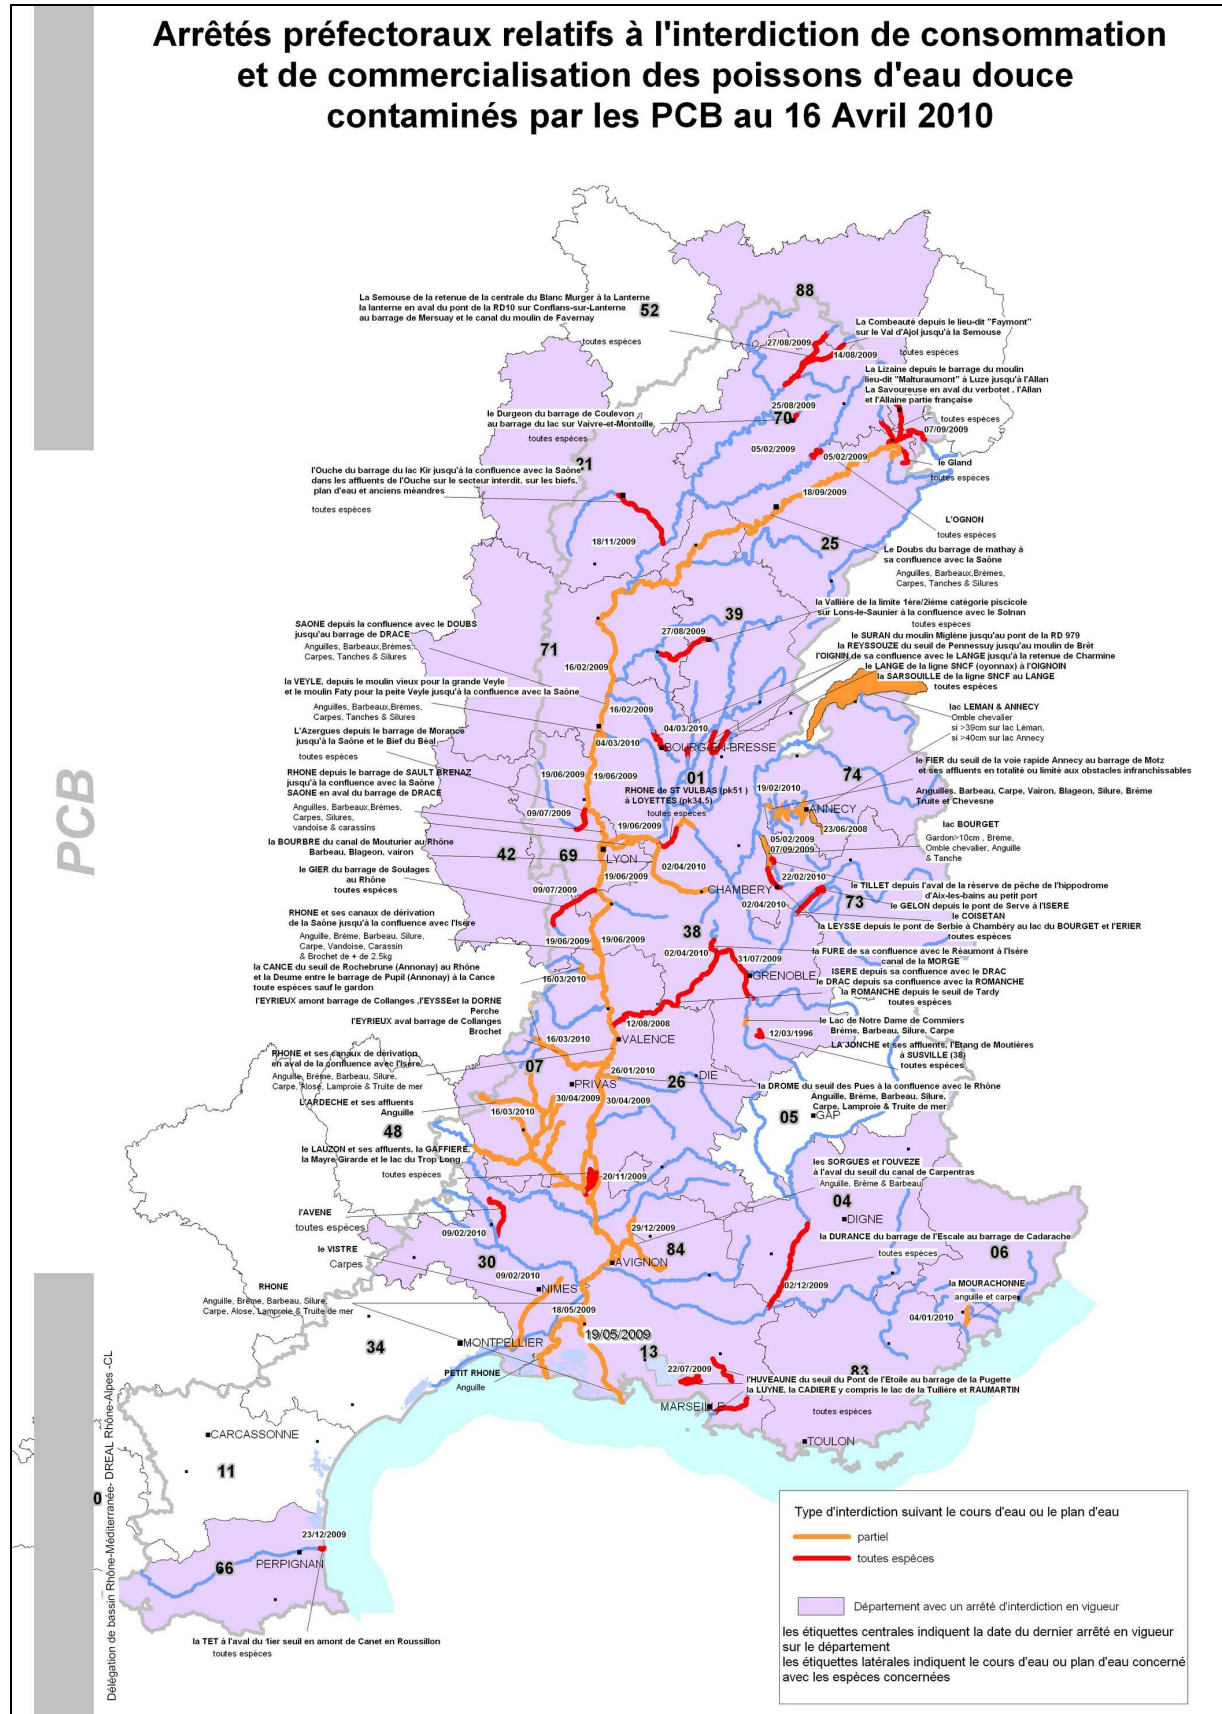 Arrêtés préfectoraux relatifs à l'interdiction de consommation
et de commercialisation des poissons d'eau douce
contaminés par les PCB au 16 Avril 2010
PCB
Délégation de bassin Rhône-Méditerranée- DREAL Rhône-Alpes -CL
88
52
La Semouse de la retenue de la centrale du Blanc Murger à la Lanterne
la lanterne en aval du pont de la RD10 sur Conflans-sur-Lanterne
au barrage de Mersuay et le canal du moulin de Favernay
toutes espèces
La Combeauté depuis le lieu-dit "Faymont"
sur le Val d'Ajol jusqu'à la Semouse
toutes espèces
27/08/2009
14/08/2009
La Lizaine depuis le barrage du moulin
lieu-dit "Malturaumont" à Luze jusqu'à l'Allan
La Savoureuse en aval du verbotet , l'Allan
et l'Allaine partie française
toutes espèces
07/09/2009
25/08/2009
70
le Durgeon du barrage de Coulevon
au barrage du lac sur Vaivre-et-Montoille
toutes espèces
05/02/2009
05/02/2009
le Gland
toutes espèces
21
l'Ouche du barrage du lac Kir jusqu'à la confluence avec la Saône
dans les affluents de l'Ouche sur le secteur interdit, sur les biefs,
plan d'eau et anciens méandres
toutes espèces
18/09/2009
L'OGNON
toutes espèces
18/11/2009
25
Le Doubs du barrage de mathay à
sa confluence avec la Saône
Anguilles, Barbeaux,Brèmes,
Carpes, Tanches & Silures
la Vallière de la limite 1ère/2ième catégorie piscicole
sur Lons-le-Saunier à la confluence avec le Solnan
toutes espèces
39
27/08/2009
SAONE depuis la confluence avec le DOUBS
jusqu'au barrage de DRACE
Anguilles, Barbeaux,Brèmes,
Carpes, Tanches & Silures
71
le SURAN du moulin Miglène jusqu'au pont de la RD 979
la REYSSOUZE du seuil de Pennessuy jusqu'au moulin de Brêt
l'OIGNIN de sa confluence avec le LANGE jusqu'à la retenue de Charmine
le LANGE de la ligne SNCF (oyonnax) à l'OIGNOIN
la SARSOUILLE de la ligne SNCF au LANGE
toutes espèces
16/02/2009
la VEYLE, depuis le moulin vieux pour la grande Veyle
et le moulin Faty pour la peite Veyle jusqu'à la confluence avec la Saône
Anguilles, Barbeaux,Brèmes,
Carpes, Tanches & Silures
16/02/2009
04/03/2010
lac LEMAN & ANNECY
Omble chevalier
si >39cm sur lac Léman,
si >40cm sur lac Annecy
L'Azergues depuis le barrage de Morancé
jusqu'à la Saône et le Bief du Béal
toutes espèces
04/03/2010
BOURG-EN-BRESSE
01
74
le FIER du seuil de la voie rapide Annecy au barrage de Motz
et ses affluents en totalité ou limité aux obstacles infranchissables
Anguilles, Barbeau, Carpe, Vairon, Blageon, Silure, Brème
Truite et Chevesne
RHONE depuis le barrage de SAULT BRENAZ
jusqu'à la confluence avec la Saône
SAONE en aval du barrage de DRACE
Anguilles, Barbeaux,Brèmes,
Carpes, Silures,
vandoise & carassins
19/06/2009
19/06/2009
RHONE de ST VULBAS (pk51 )
à LOYETTES (pk34.5)
toutes espèces
19/02/2010
ANNECY
23/06/2008
09/07/2009
19/06/2009
lac BOURGET
Gardon>10cm , Brème,
Omble chevalier, Anguille
& Tanche
05/02/2009
07/09/2009
la BOURBRE du canal de Mouturier au Rhône
Barbeau, Blageon, vairon
42
69
LYON
02/04/2010
le GIER du barrage de Soulages
au Rhône
toutes espèces
09/07/2009
19/06/2009
CHAMBERY
22/02/2010
le TILLET depuis l'aval de la réserve de pêche de l'hippodrome
d'Aix-les-bains au petit port
73
le GELON depuis le pont de Serve à l'ISERE
le COISETAN
02/04/2010
la LEYSSE depuis le pont de Serbie à Chambéry au lac du BOURGET et l'ERIER
toutes espèces
RHONE et ses canaux de dérivation
de la Saône jusqu'à la confluence avec l'Isère
Anguille, Brème, Barbeau, Silure,
Carpe, Vandoise, Carassin
& Brochet de + de 2.5kg
38
19/06/2009
19/06/2009
02/04/2010
31/07/2009
la FURE de sa confluence avec le Réaumont à l'Isère
canal de la MORGE
la CANCE du seuil de Rochebrune (Annonay) au Rhône
et la Deume entre le barrage de Pupil (Annonay) à la Cance
toutes espèces sauf le gardon
16/03/2010
GRENOBLE
ISERE depuis sa confluence avec le DRAC
le DRAC depuis sa confluence avec la ROMANCHE
la ROMANCHE depuis le seuil de Tardy
toutes espèces
l'EYRIEUX amont barrage de Collanges ,l'EYSSEet la DORNE
Perche
l'EYRIEUX aval barrage de Collanges
Brochet
12/08/2008
le Lac de Notre Dame de Commiers
Brème, Barbeau, Silure, Carpe
16/03/2010
VALENCE
12/03/1996
LA JONCHE et ses affluents, l'Etang de Moutières
à SUSVILLE (38)
toutes espèces
RHONE et ses canaux de dérivation
en aval de la confluence avec l'Isère
Anguille, Brème, Barbeau, Silure,
Carpe, Alose, Lamproie & Truite de mer
07
26/01/2010
26
DIE
PRIVAS
la DROME du seuil des Pues à la confluence avec le Rhône
Anguille, Brème, Barbeau, Silure,
Carpe, Lamproie & Truite de mer
L'ARDECHE et ses affluents
Anguille
30/04/2009
30/04/2009
16/03/2010
05
GAP
48
le LAUZON et ses affluents, la GAFFIERE,
la Mayre Girarde et le lac du Trop Long
toutes espèces
20/11/2009
les SORGUES et l'OUVEZE
à l'aval du seuil du canal de Carpentras
Anguille, Brême & Barbeau
04
DIGNE
l'AVENE
toutes espèces
09/02/2010
29/12/2009
84
la DURANCE du barrage de l'Escale au barrage de Cadarache
toutes espèces
06
le VISTRE
Carpes
30
AVIGNON
09/02/2010
NIMES
02/12/2009
la MOURACHONNE
anguille et carpe
RHONE
Anguille, Brème, Barbeau, Silure,
Carpe, Alose, Lamproie & Truite de mer
18/05/2009
04/01/2010
19/05/2009
34
MONTPELLIER
13
PETIT RHONE
Anguille
22/07/2009
83
l'HUVEAUNE du seuil du Pont de l'Etoile au barrage de la Pugette
la LUYNE, la CADIERE y compris le lac de la Tuilière et RAUMARTIN
toutes espèces
MARSEILLE
TOULON
CARCASSONNE
11
0
23/12/2009
66
PERPIGNAN
la TET à l'aval du 1ier seuil en amont de Canet en Roussillon
toutes espèces
Type d'interdiction suivant le cours d'eau ou le plan d'eau
partiel
toutes espèces
Département avec un arrêté d'interdiction en vigueur
les étiquettes centrales indiquent la date du dernier arrêté en vigueur
sur le département
les étiquettes latérales indiquent le cours d'eau ou plan d'eau concerné
avec les espèces concernées